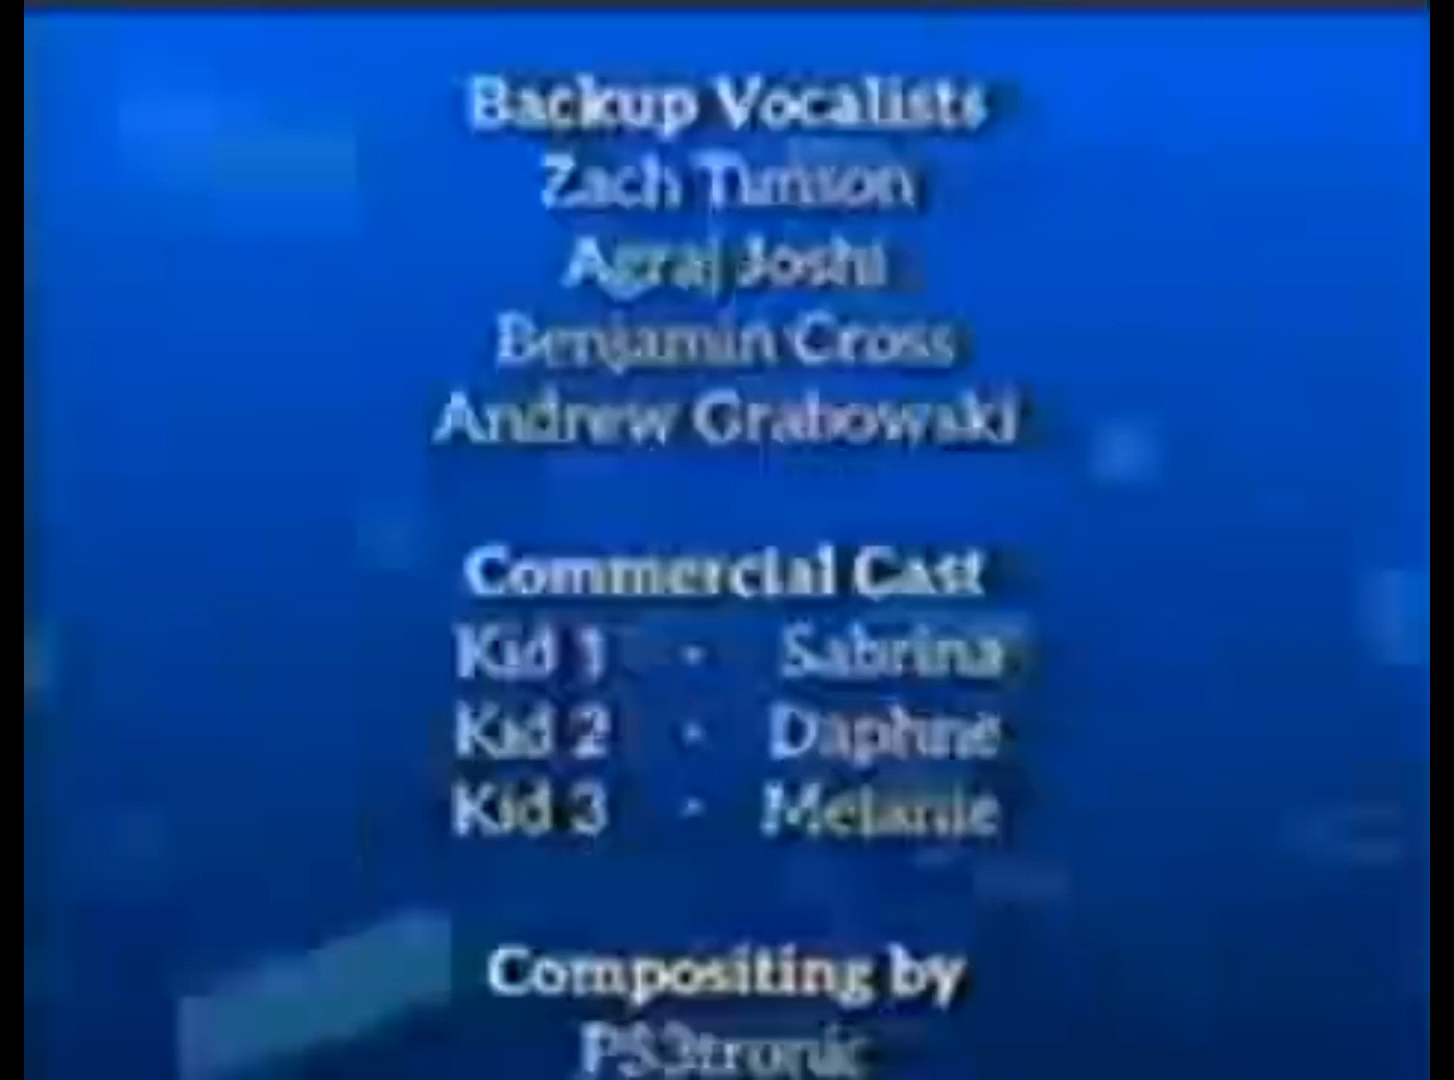 Backup Vocalists
Zach Timson
Agraj Joshi
Benjamin Cross
Andrew Grabowski
Commercial Cast
Kid 1 - Sabrina
Kid 2 - Daphne
Kid 3 - Melanie
Compositing by
PS3tronic